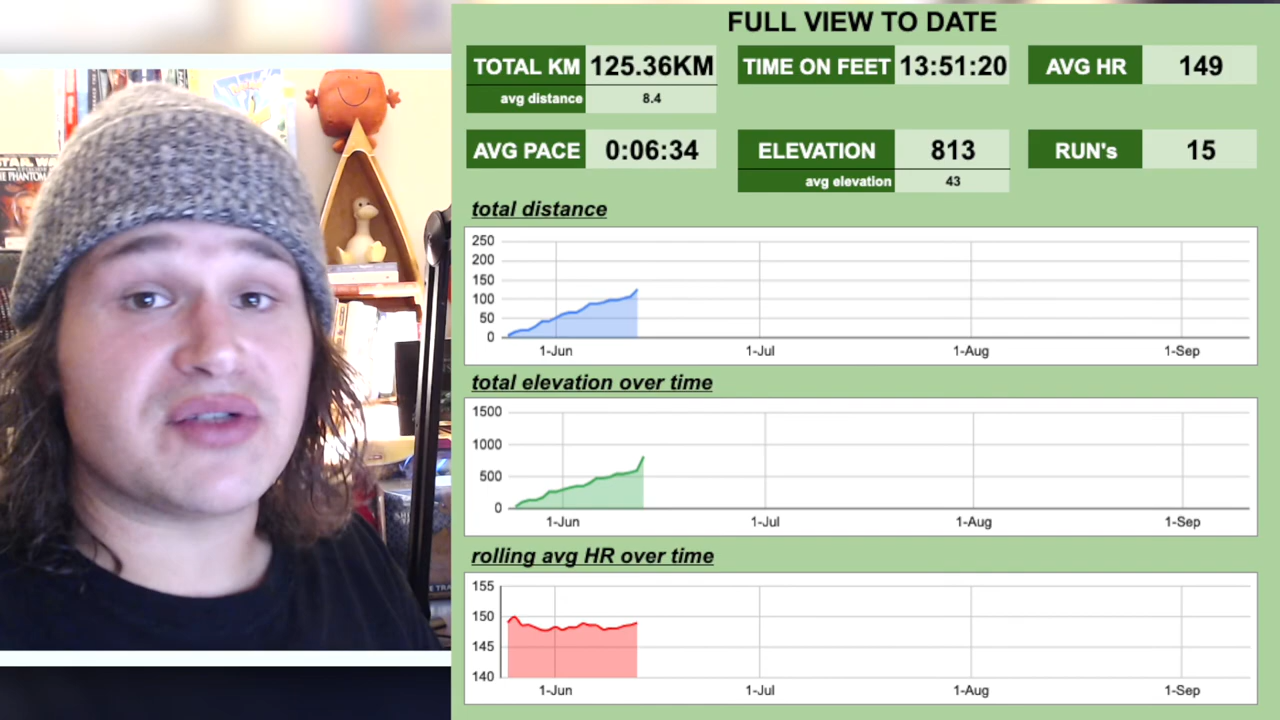 FULL VIEW TO DATE
TOTAL KM 125.36KM
avg distance 8.4
TIME ON FEET 13:51:20
AVG HR 149
AVG PACE 0:06:34
ELEVATION 813
avg elevation 43
RUN's 15
total distance
250
200
150
100
50
0
1-Jun 1-Jul 1-Aug 1-Sep
total elevation over time
1500
1000
500
0
1-Jun 1-Jul 1-Aug 1-Sep
rolling avg HR over time
155
150
145
140
1-Jun 1-Jul 1-Aug 1-Sep
STAR WA
THE PHANTOM